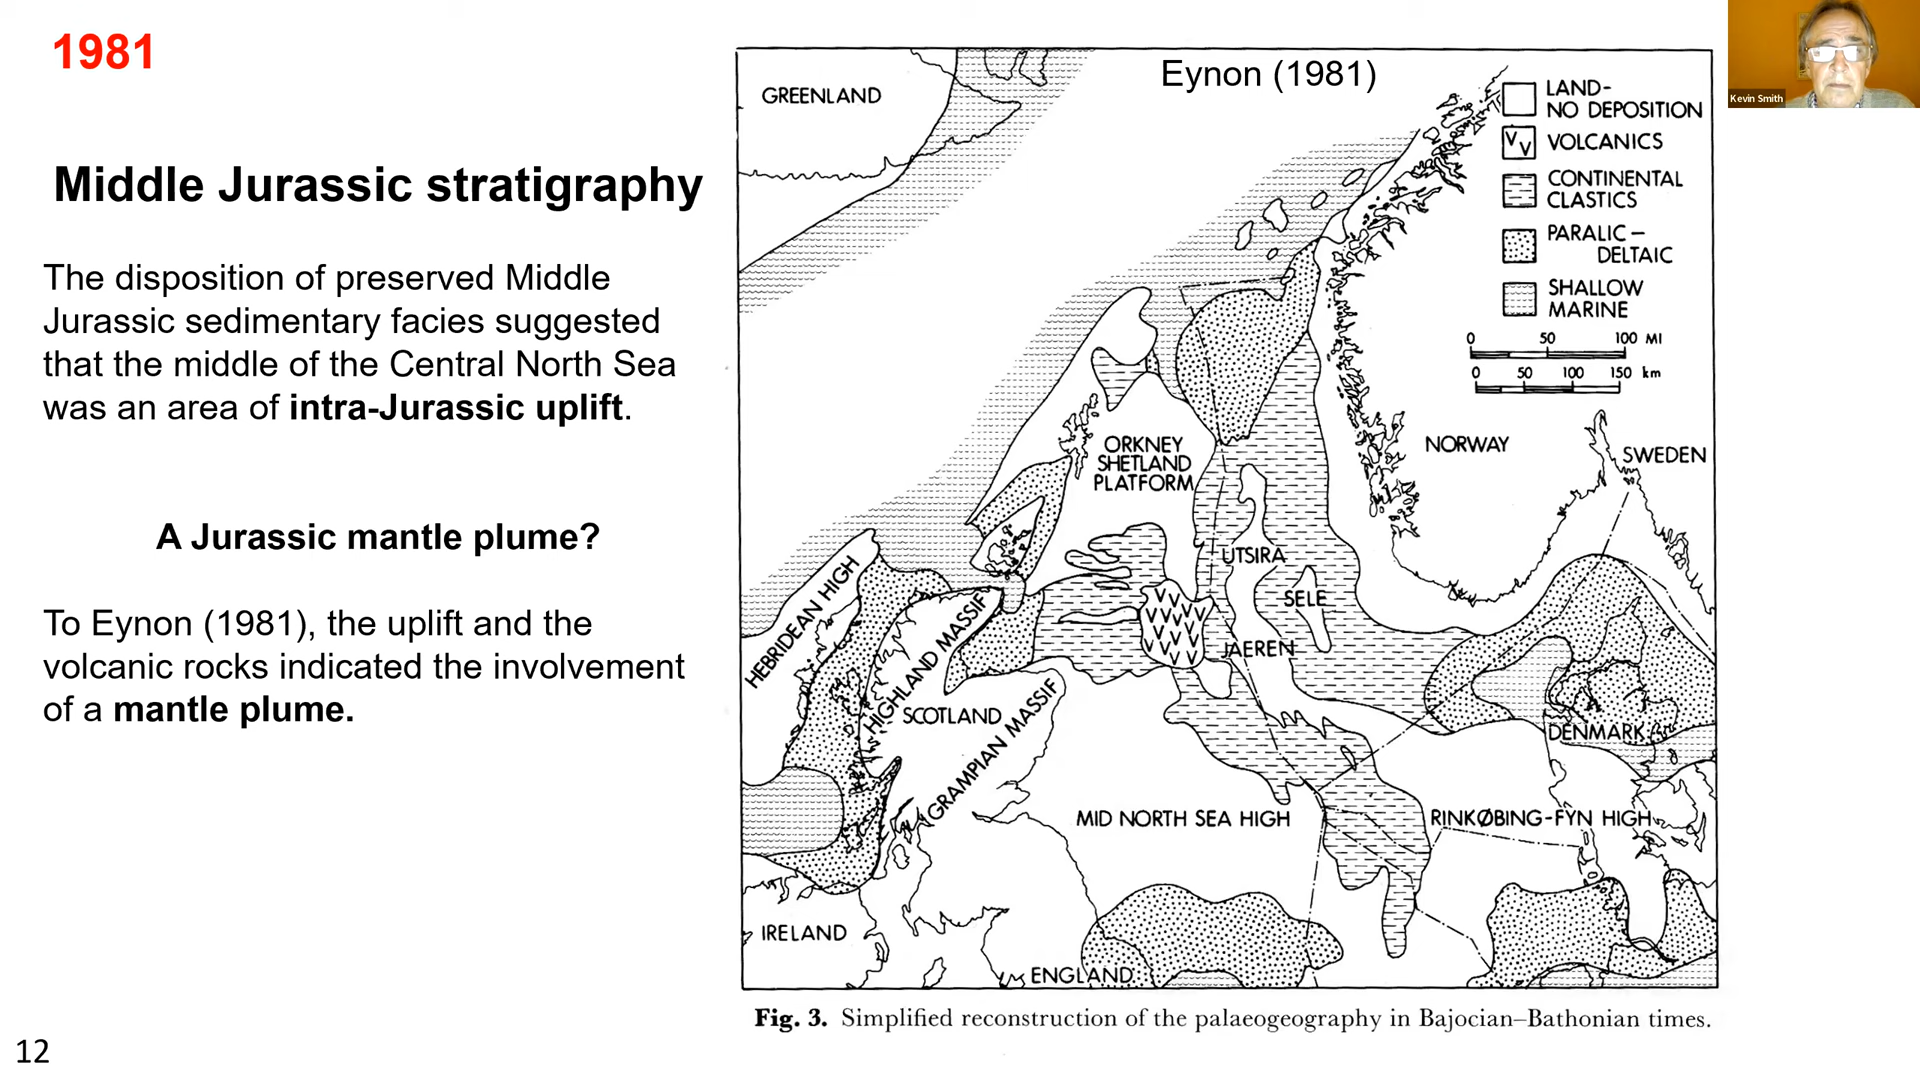 1981
Middle Jurassic stratigraphy
The disposition of preserved Middle
Jurassic sedimentary facies suggested
that the middle of the Central North Sea
was an area of intra-Jurassic uplift.
A Jurassic mantle plume?
To Eynon (1981), the uplift and the
volcanic rocks indicated the involvement
of a mantle plume.
12
Eynon (1981)
GREENLAND
LAND-
NO DEPOSITION
V V
VOLCANICS
CONTINENTAL
CLASTICS
PARALIC-
DELTAIC
SHALLOW
MARINE
0 50 100 MI
0 50 100 150 km
NORWAY
SWEDEN
ORKNEY
SHETLAND
PLATFORM
UTSIRA
SELE
JAEREN
HEBRIDEAN HIGH
HIGHLAND MASSIF
SCOTLAND
GRAMPIAN MASSIF
DENMARK
MID NORTH SEA HIGH
RINKØBING-FYN HIGH
IRELAND
ENGLAND
Fig. 3. Simplified reconstruction of the palaeogeography in Bajocian–Bathonian times.
Kevin Smith